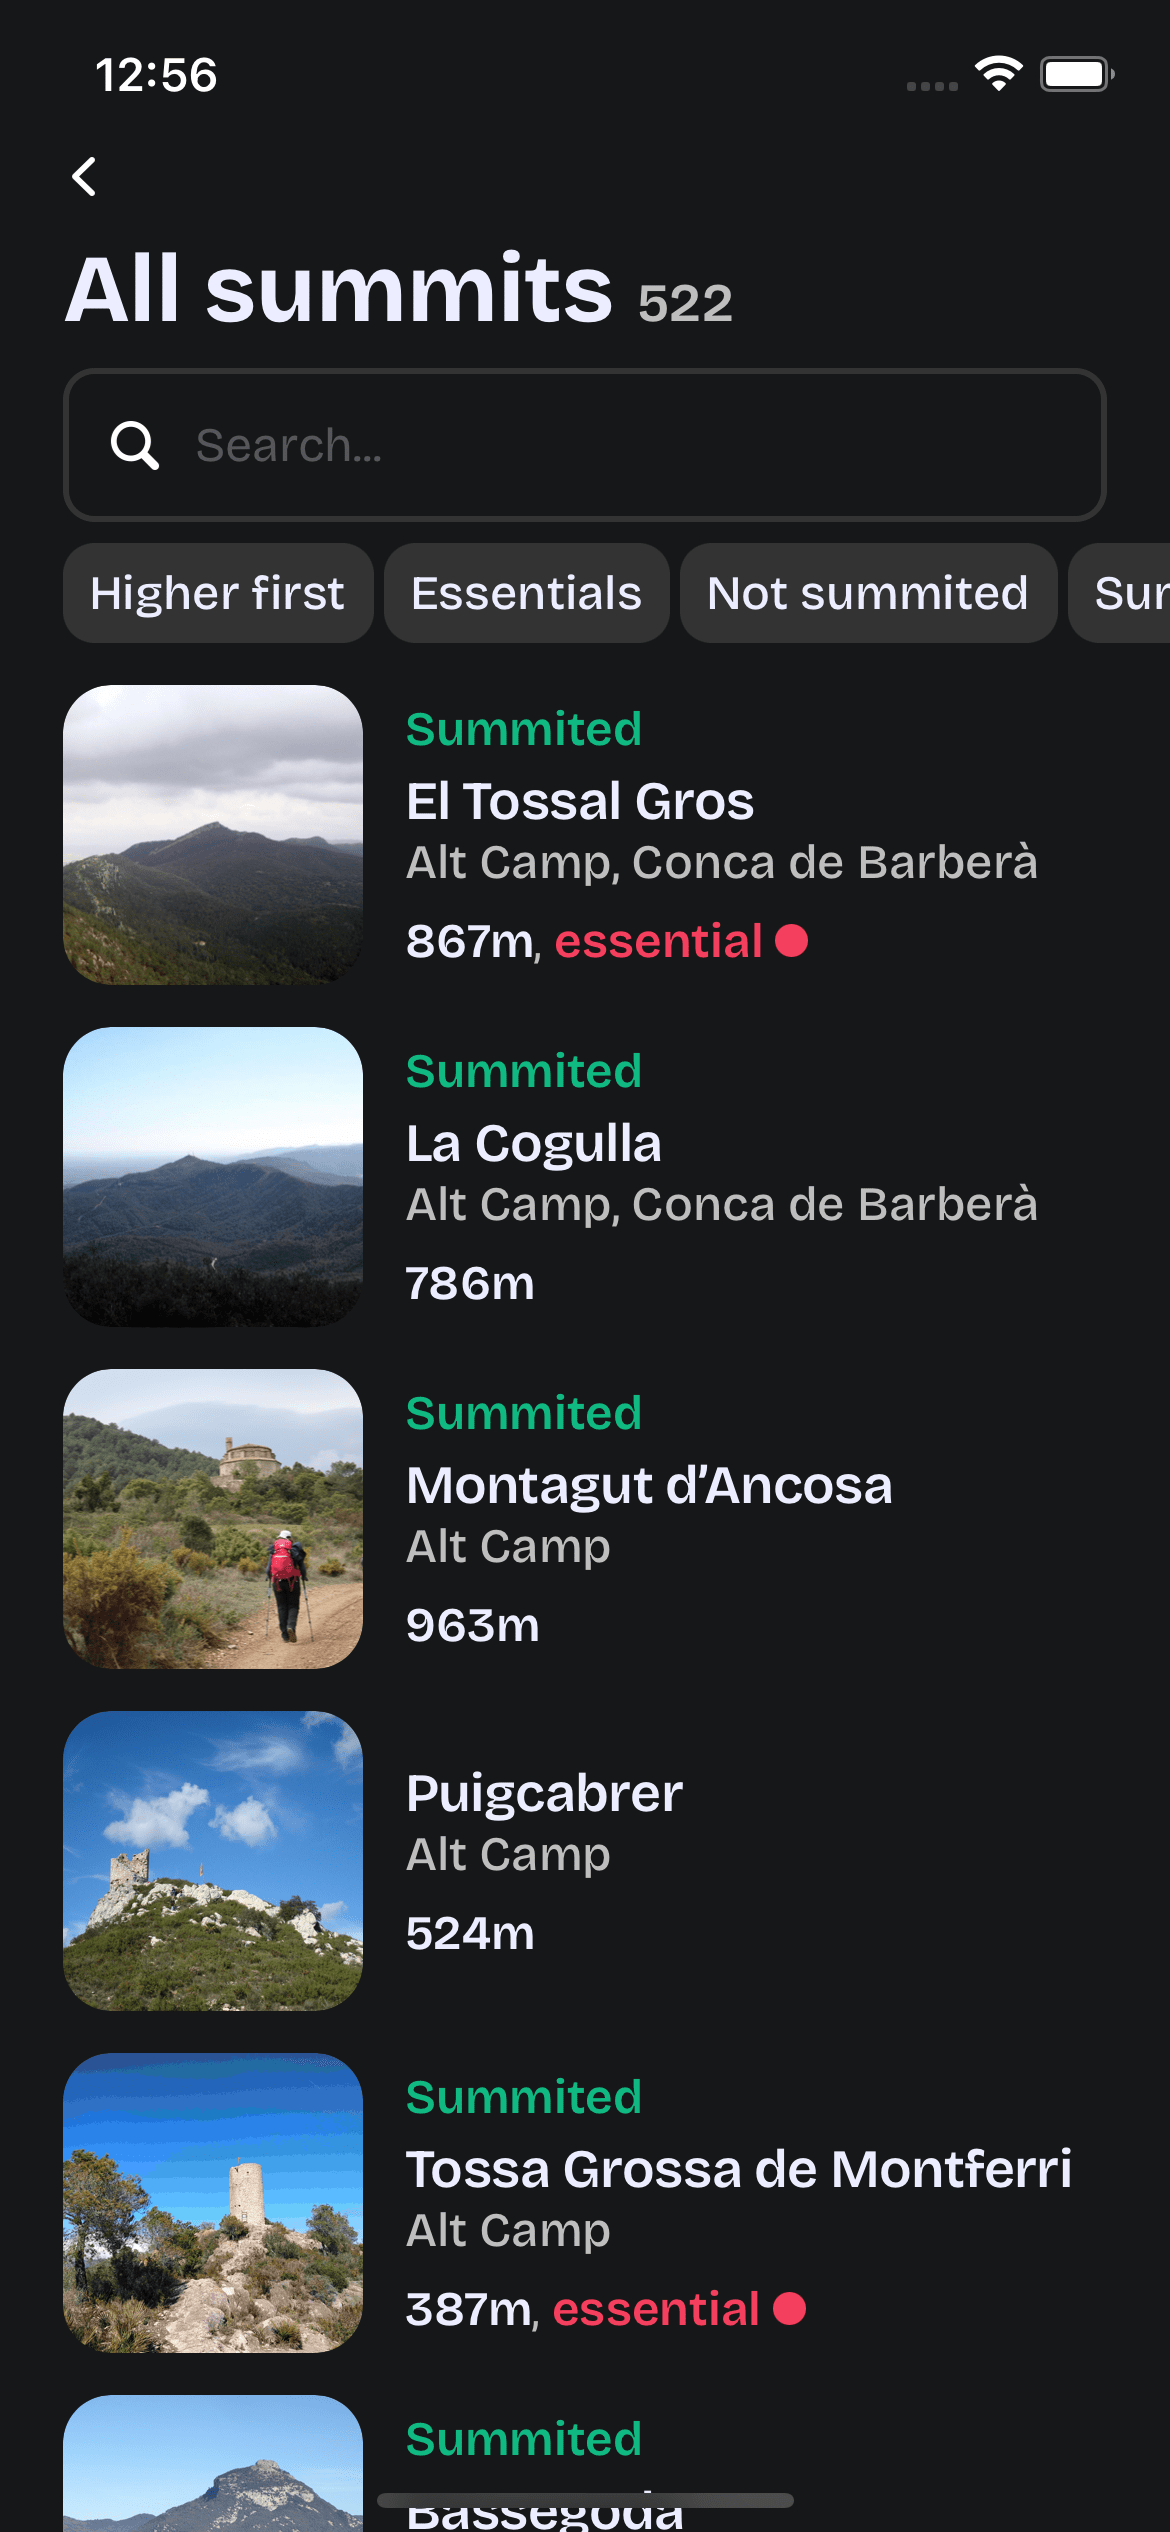 12:56
All summits 522
Search...
Higher first
Essentials
Not summited
Summited
El Tossal Gros
Alt Camp, Conca de Barberà
867m, essential
Summited
La Cogulla
Alt Camp, Conca de Barberà
786m
Summited
Montagut d’Ancosa
Alt Camp
963m
Puigcabrer
Alt Camp
524m
Summited
Tossa Grossa de Montferri
Alt Camp
387m, essential
Summited
Bassegoda